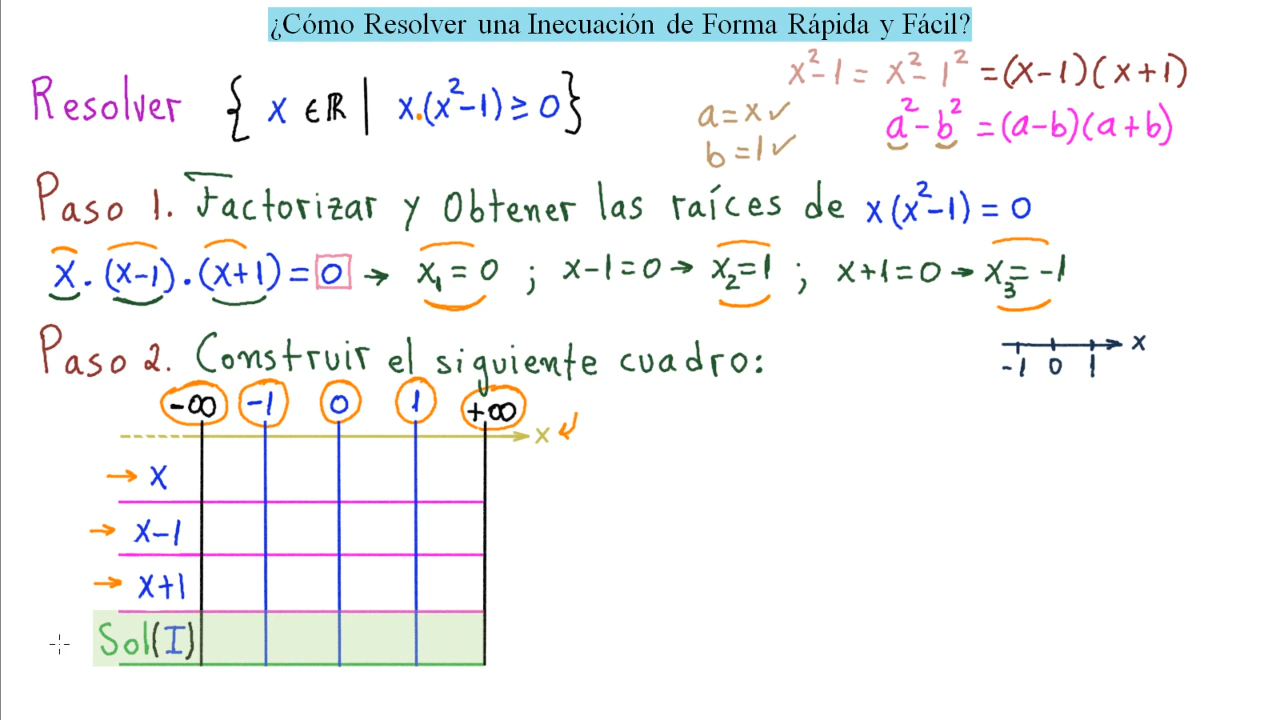 ¿Cómo Resolver una Inecuación de Forma Rápida y Fácil?
Resolver { x ∈ ℝ | x.(x²-1) ≥ 0}
x²-1 = x²-1² = (x-1)(x+1)
a = x ✓
a²-b² = (a-b)(a+b)
b = 1 ✓
Paso 1. Factorizar y Obtener las raíces de x(x²-1) = 0
x . (x-1) . (x+1) = 0 → x₁ = 0 ; x-1=0 → x₂=1 ; x+1=0 → x₃=-1
Paso 2. Construir el siguiente cuadro:
-1 0 1 x
-∞ -1 0 1 +∞
x
→ x
→ x-1
→ x+1
Sol(I)